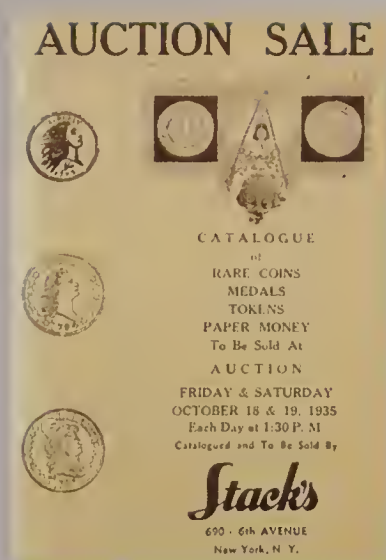 AUCTION SALE
CATALOGUE
of
RARE COINS
MEDALS
TOKENS
PAPER MONEY
To Be Sold At
AUCTION
FRIDAY & SATURDAY
OCTOBER 18 & 19, 1935
Each Day at 1:30 P. M
Catalogued and To Be Sold By
Stack's
690 - 6th AVENUE
New York, N. Y.